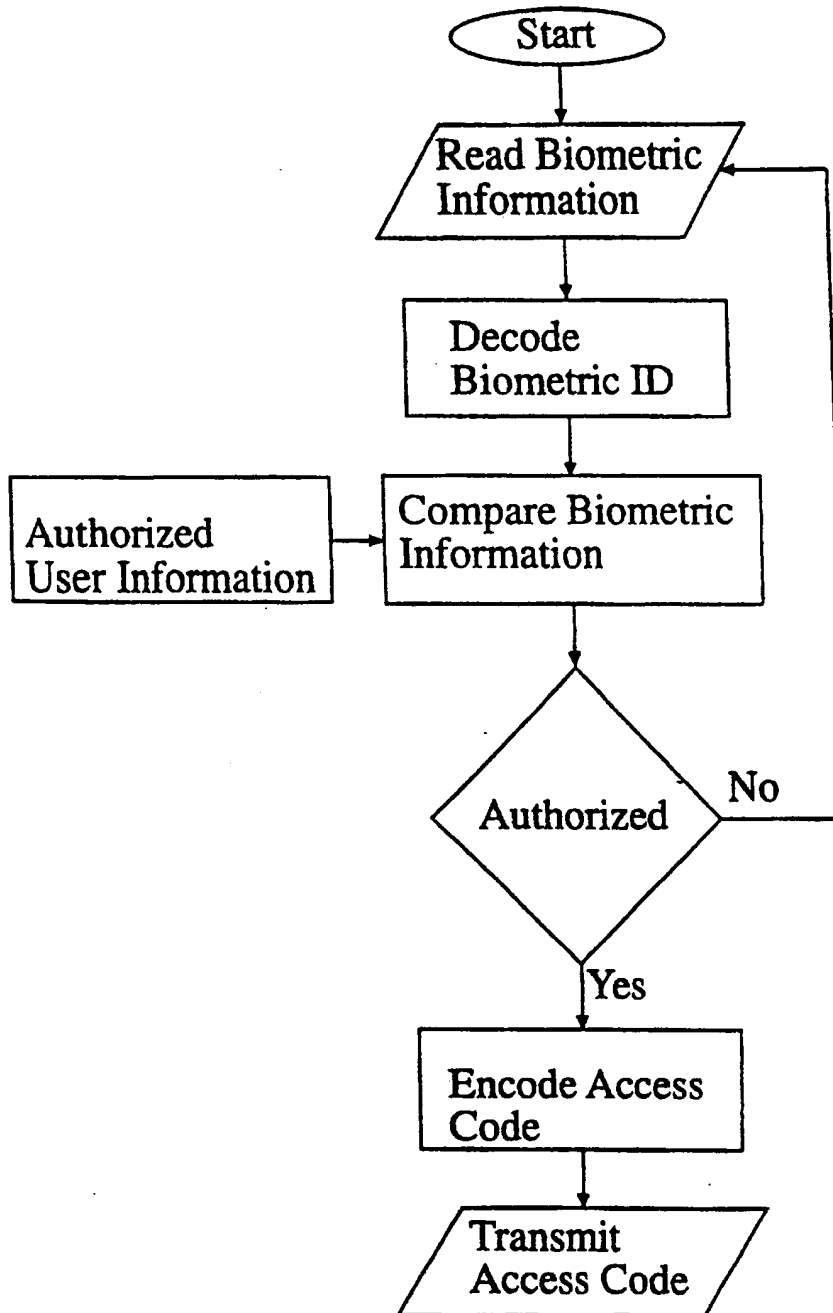 Start
Read Biometric
Information
Decode
Biometric ID
Authorized
User Information
Compare Biometric
Information
Authorized
No
Yes
Encode Access
Code
Transmit
Access Code